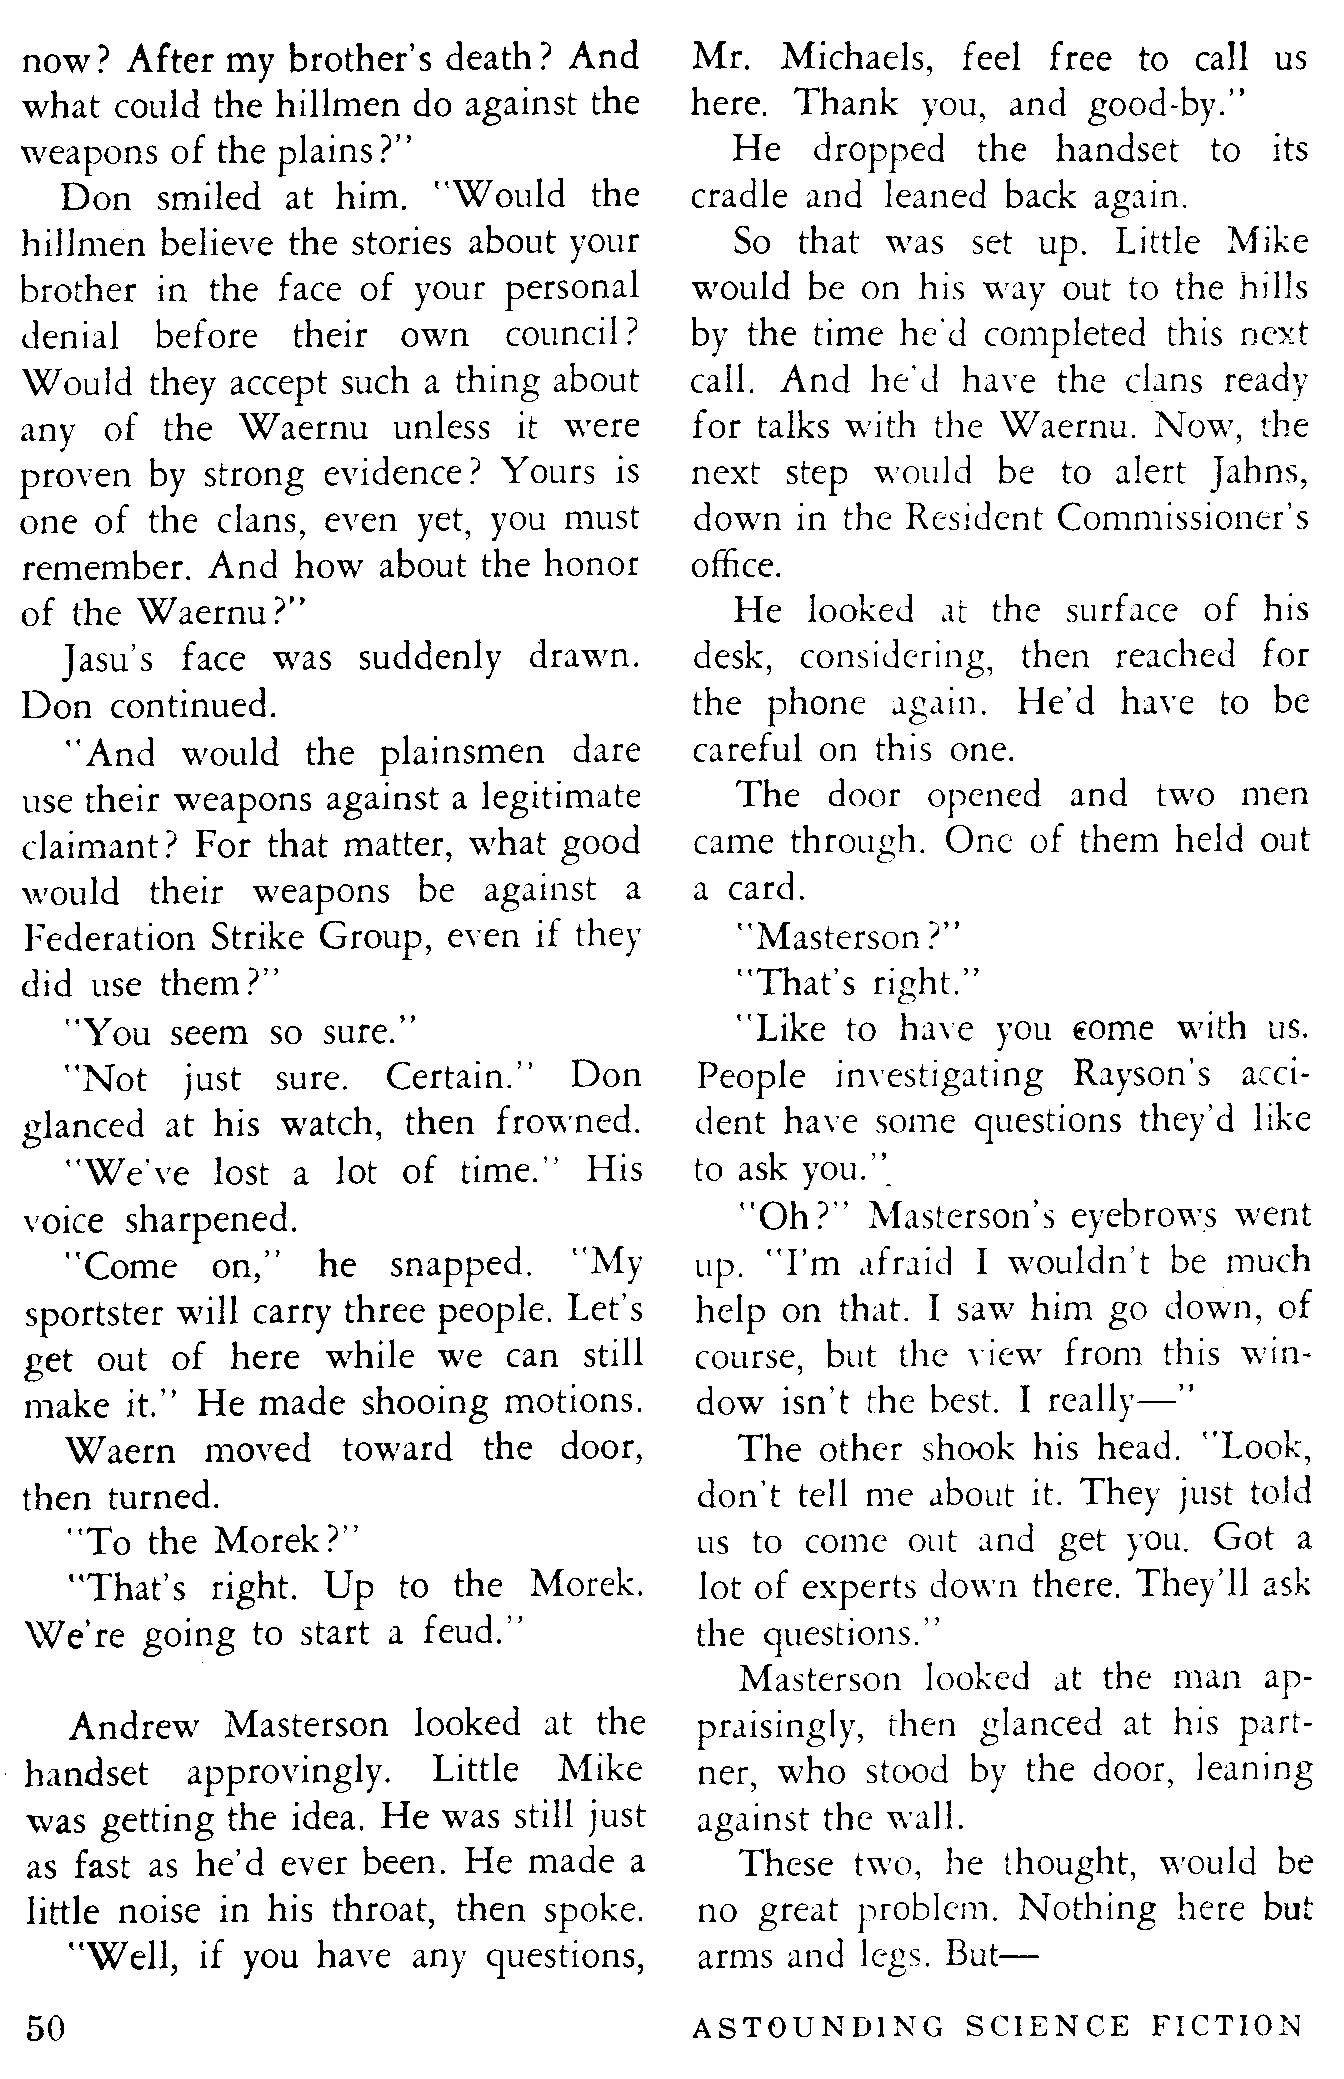 now? After my brother's death? And
what could the hillmen do against the
weapons of the plains?"
Don smiled at him. "Would the
hillmen believe the stories about your
brother in the face of your personal
denial before their own council?
Would they accept such a thing about
any of the Waernu unless it were
proven by strong evidence? Yours is
one of the clans, even yet, you must
remember. And how about the honor
of the Waernu?"
Jasu's face was suddenly drawn.
Don continued.
"And would the plainsmen dare
use their weapons against a legitimate
claimant? For that matter, what good
would their weapons be against a
Federation Strike Group, even if they
did use them?"
"You seem so sure."
"Not just sure. Certain." Don
glanced at his watch, then frowned.
"We've lost a lot of time." His
voice sharpened.
"Come on," he snapped. "My
sportster will carry three people. Let's
get out of here while we can still
make it." He made shooing motions.
Waern moved toward the door,
then turned.
"To the Morek?"
"That's right. Up to the Morek.
We're going to start a feud."
Andrew Masterson looked at the
handset approvingly. Little Mike
was getting the idea. He was still just
as fast as he'd ever been. He made a
little noise in his throat, then spoke.
"Well, if you have any questions,
Mr. Michaels, feel free to call us
here. Thank you, and good-by."
He dropped the handset to its
cradle and leaned back again.
So that was set up. Little Mike
would be on his way out to the hills
by the time he'd completed this next
call. And he'd have the clans ready
for talks with the Waernu. Now, the
next step would be to alert Jahns,
down in the Resident Commissioner's
office.
He looked at the surface of his
desk, considering, then reached for
the phone again. He'd have to be
careful on this one.
The door opened and two men
came through. One of them held out
a card.
"Masterson?"
"That's right."
"Like to have you come with us.
People investigating Rayson's acci-
dent have some questions they'd like
to ask you."
"Oh?" Masterson's eyebrows went
up. "I'm afraid I wouldn't be much
help on that. I saw him go down, of
course, but the view from this win-
dow isn't the best. I really—"
The other shook his head. "Look,
don't tell me about it. They just told
us to come out and get you. Got a
lot of experts down there. They'll ask
the questions."
Masterson looked at the man ap-
praisingly, then glanced at his part-
ner, who stood by the door, leaning
against the wall.
These two, he thought, would be
no great problem. Nothing here but
arms and legs. But—
50
ASTOUNDING SCIENCE FICTION